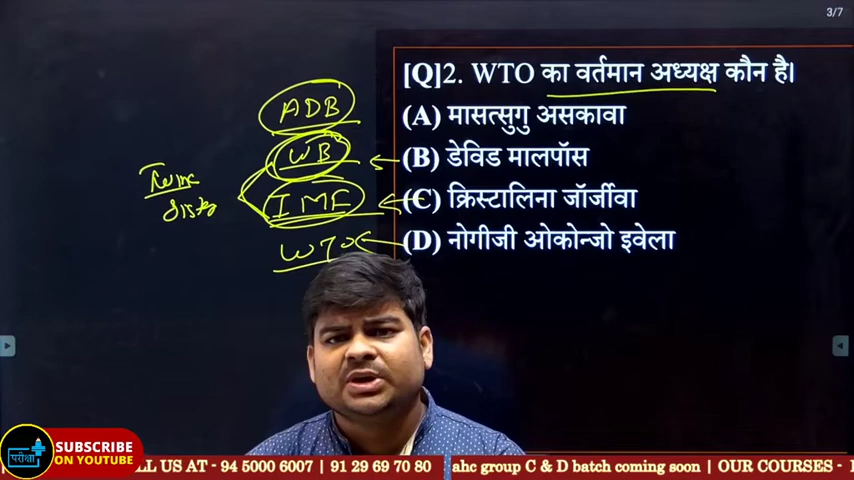 3/7
[Q]2. WTO का वर्तमान अध्यक्ष कौन है।
(A) मासत्सुगु असकावा
(B) डेविड मालपॉस
(C) क्रिस्टालिना जॉर्जीवा
(D) नोगीजी ओकोन्जो इवेला
ADB
WB
IMF
WTO
परीक्षा
SUBSCRIBE
ON YOUTUBE
LL US AT - 94 5000 6007 | 91 29 69 70 80 | ahc group C & D batch coming soon | OUR COURSES -